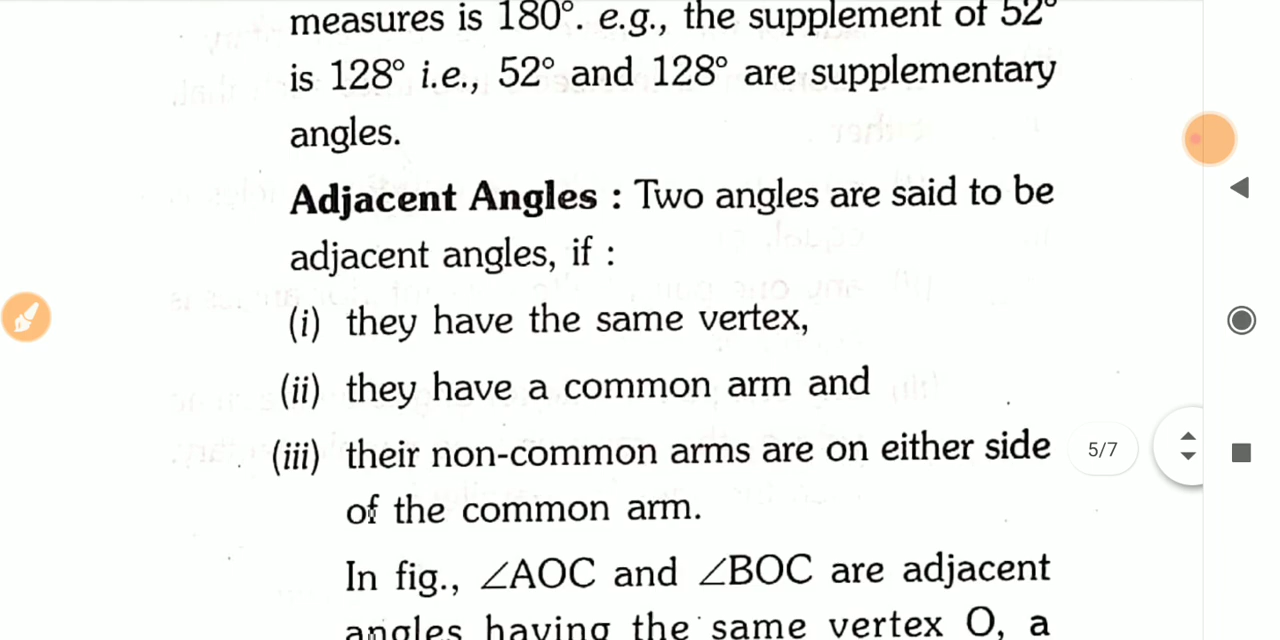 measures is 180°. e.g., the supplement of 52°
is 128° i.e., 52° and 128° are supplementary
angles.
Adjacent Angles : Two angles are said to be
adjacent angles, if :
(i) they have the same vertex,
(ii) they have a common arm and
(iii) their non-common arms are on either side
of the common arm.
5/7
In fig., ∠AOC and ∠BOC are adjacent
angles having the same vertex O, a